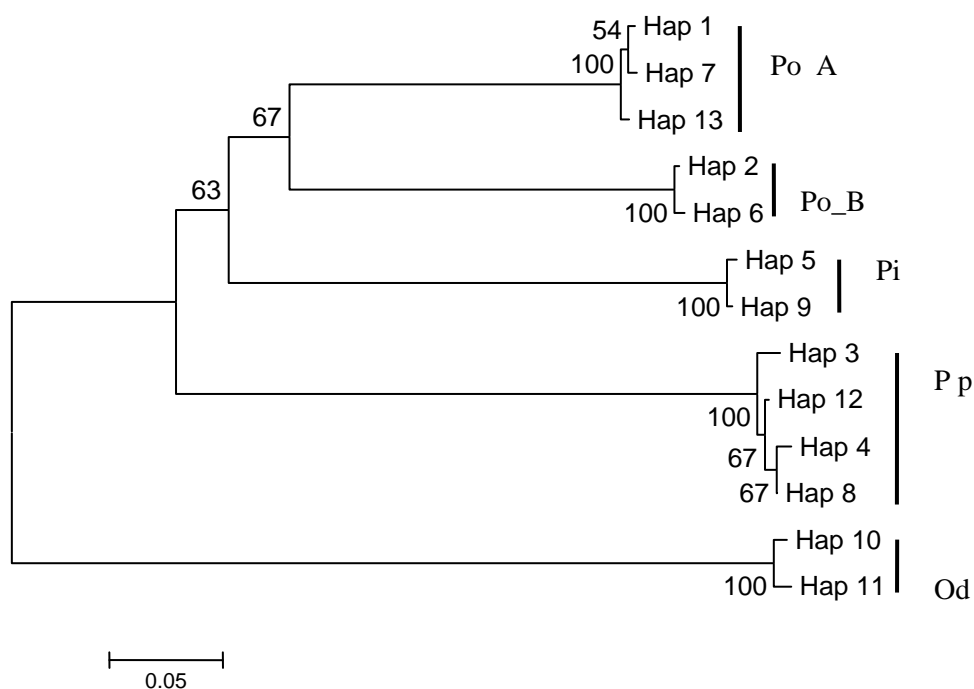 54
Hap 1
100
Hap 7
Po A
Hap 13
67
Hap 2
63
100
Hap 6
Po_B
Hap 5
Pi
100
Hap 9
Hap 3
P p
Hap 12
100
Hap 4
67
67
Hap 8
Hap 10
100
Hap 11
Od
0.05